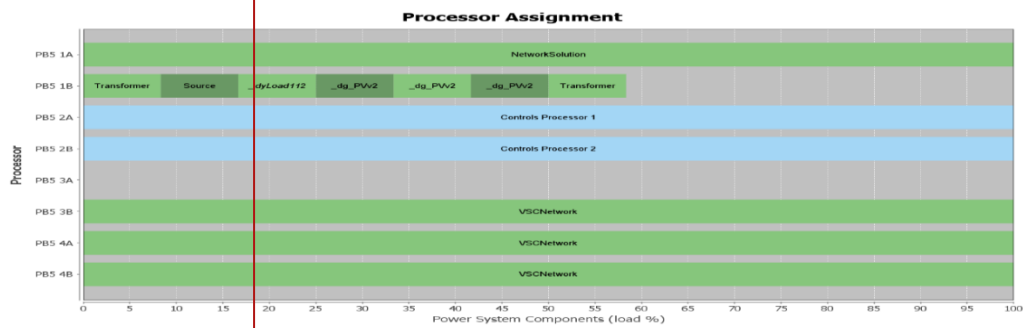 Processor Assignment
Processor
PB5 1A NetworkSolution
PB5 1B Transformer Source _dyLoad112 _dg_PVv2 _dg_PVv2 _dg_PVv2 Transformer
PB5 2A Controls Processor 1
PB5 2B Controls Processor 2
PB5 3A
PB5 3B VSCNetwork
PB5 4A VSCNetwork
PB5 4B VSCNetwork
0 5 10 15 20 25 30 35 40 45 50 55 60 65 70 75 80 85 90 95 100
Power System Components (load %)